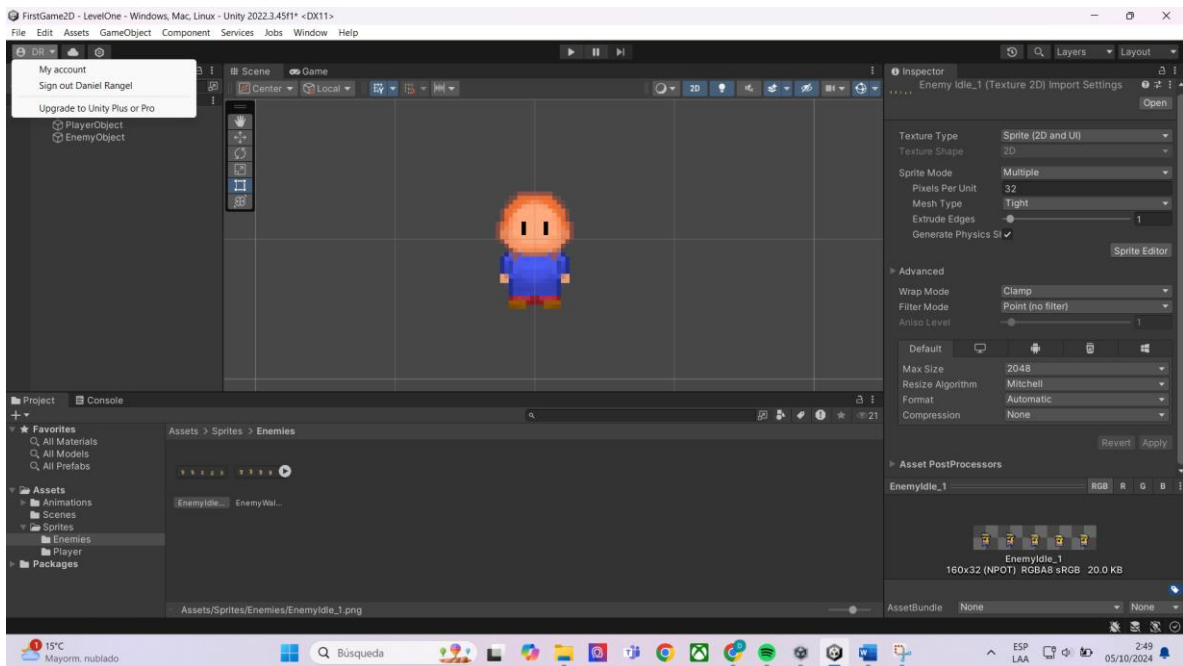 FirstGame2D - LevelOne - Windows, Mac, Linux - Unity 2022.3.45f1* <DX11>
File Edit Assets GameObject Component Services Jobs Window Help
DR
Layers Layout
My account
Sign out Daniel Rangel
Upgrade to Unity Plus or Pro
PlayerObject
EnemyObject
Scene Game
Center Local 2D
Inspector
Enemy Idle_1 (Texture 2D) Import Settings
Open
Texture Type Sprite (2D and UI)
Texture Shape 2D
Sprite Mode Multiple
Pixels Per Unit 32
Mesh Type Tight
Extrude Edges 1
Generate Physics S
Sprite Editor
Advanced
Wrap Mode Clamp
Filter Mode Point (no filter)
Aniso Level 1
Default
Max Size 2048
Resize Algorithm Mitchell
Format Automatic
Compression None
Revert Apply
Asset PostProcessors
EnemyIdle_1 RGB R G B
EnemyIdle_1
160x32 (NPOT) RGBA8 sRGB 20.0 KB
AssetBundle None None
Project Console
21
Favorites
All Materials
All Models
All Prefabs
Assets
Animations
Scenes
Sprites
Enemies
Player
Packages
Assets > Sprites > Enemies
EnemyIdle... EnemyWal...
Assets/Sprites/Enemies/EnemyIdle_1.png
1
15°C
Mayorm. nublado
Búsqueda
ESP
LAA
2:49
05/10/2024